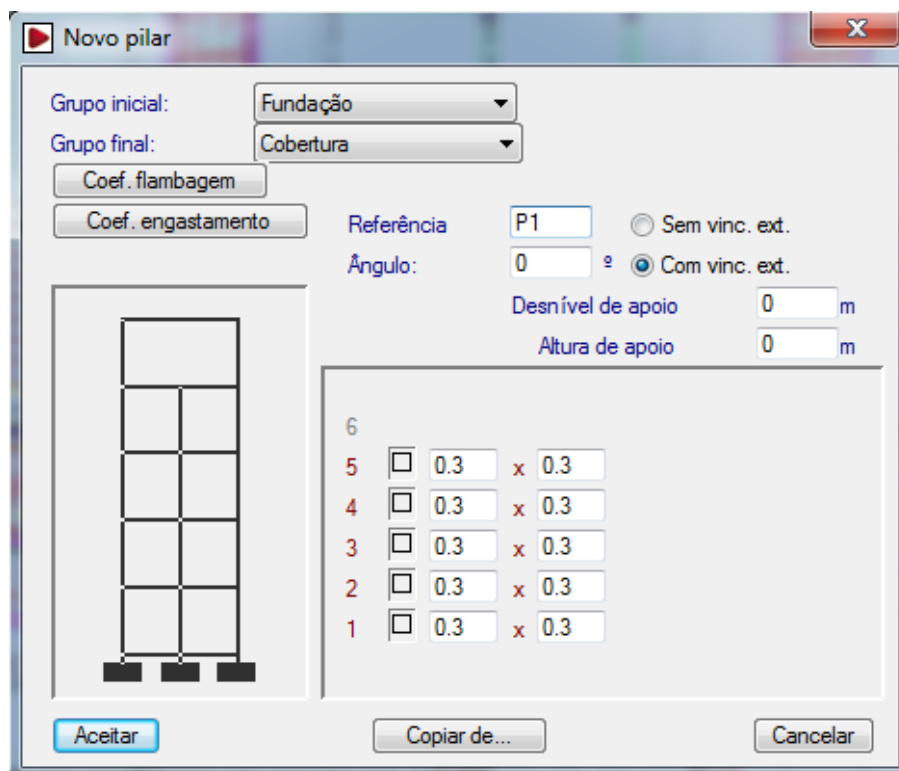 Novo pilar
Grupo inicial: Fundação
Grupo final: Cobertura
Coef. flambagem
Coef. engastamento
Referência P1 Sem vinc. ext.
Ângulo: 0 º Com vinc. ext.
Desnível de apoio 0 m
Altura de apoio 0 m
6
5 0.3 x 0.3
4 0.3 x 0.3
3 0.3 x 0.3
2 0.3 x 0.3
1 0.3 x 0.3
Aceitar Copiar de... Cancelar